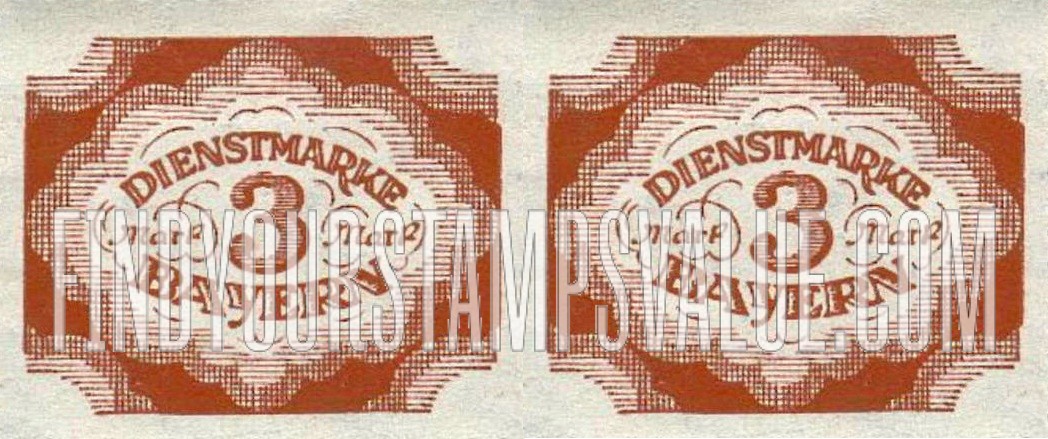 DIENSTMARKE DIENSTMARKE
Mark 3 Mark Mark 3 Mark
FINDYOURSTAMPSVALUE.COM
BAYERN BAYERN